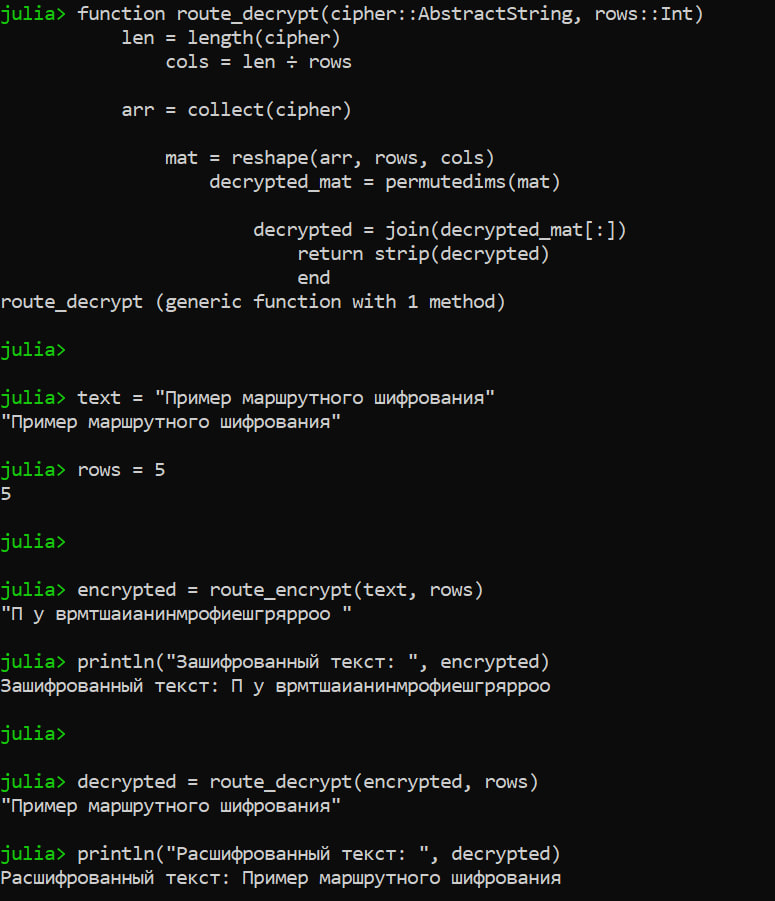 julia> function route_decrypt(cipher::AbstractString, rows::Int)
len = length(cipher)
cols = len ÷ rows
arr = collect(cipher)
mat = reshape(arr, rows, cols)
decrypted_mat = permutedims(mat)
decrypted = join(decrypted_mat[:])
return strip(decrypted)
end
route_decrypt (generic function with 1 method)
julia>
julia> text = "Пример маршрутного шифрования"
"Пример маршрутного шифрования"
julia> rows = 5
5
julia>
julia> encrypted = route_encrypt(text, rows)
"П у врмтшаианинмрофиешгрярроо "
julia> println("Зашифрованный текст: ", encrypted)
Зашифрованный текст: П у врмтшаианинмрофиешгрярроо
julia>
julia> decrypted = route_decrypt(encrypted, rows)
"Пример маршрутного шифрования"
julia> println("Расшифрованный текст: ", decrypted)
Расшифрованный текст: Пример маршрутного шифрования